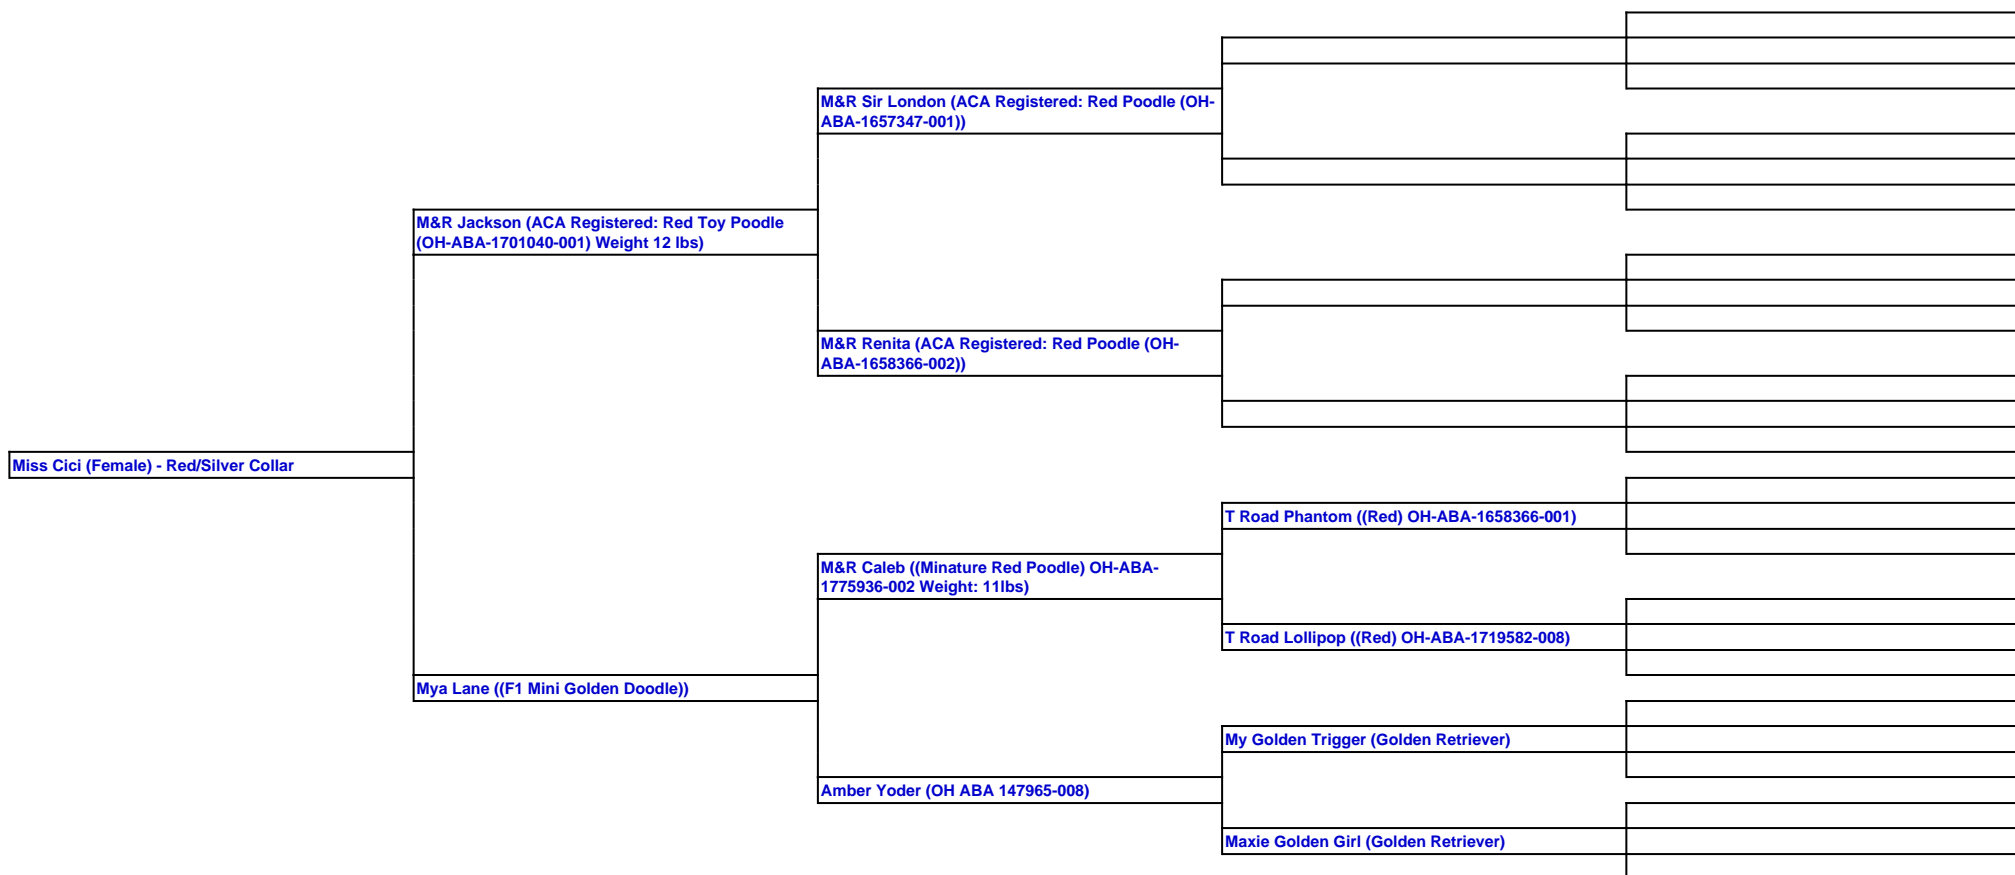 M&R Sir London (ACA Registered: Red Poodle (OH-
ABA-1657347-001))
M&R Jackson (ACA Registered: Red Toy Poodle
(OH-ABA-1701040-001) Weight 12 lbs)
M&R Renita (ACA Registered: Red Poodle (OH-
ABA-1658366-002))
Miss Cici (Female) - Red/Silver Collar
T Road Phantom ((Red) OH-ABA-1658366-001)
M&R Caleb ((Minature Red Poodle) OH-ABA-
1775936-002 Weight: 11lbs)
T Road Lollipop ((Red) OH-ABA-1719582-008)
Mya Lane ((F1 Mini Golden Doodle))
My Golden Trigger (Golden Retriever)
Amber Yoder (OH ABA 147965-008)
Maxie Golden Girl (Golden Retriever)